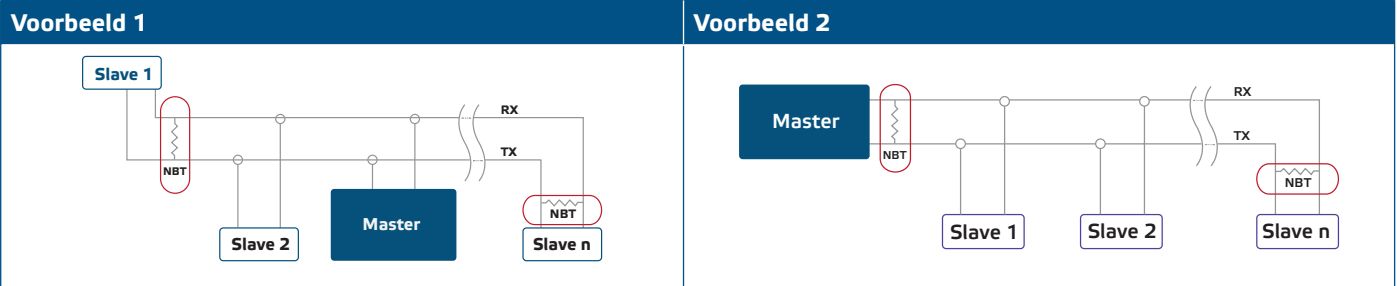 Voorbeeld 1
Slave 1
RX
TX
NBT
NBT
Master
Slave 2
Slave n
Voorbeeld 2
RX
Master
TX
NBT
NBT
Slave 1
Slave 2
Slave n